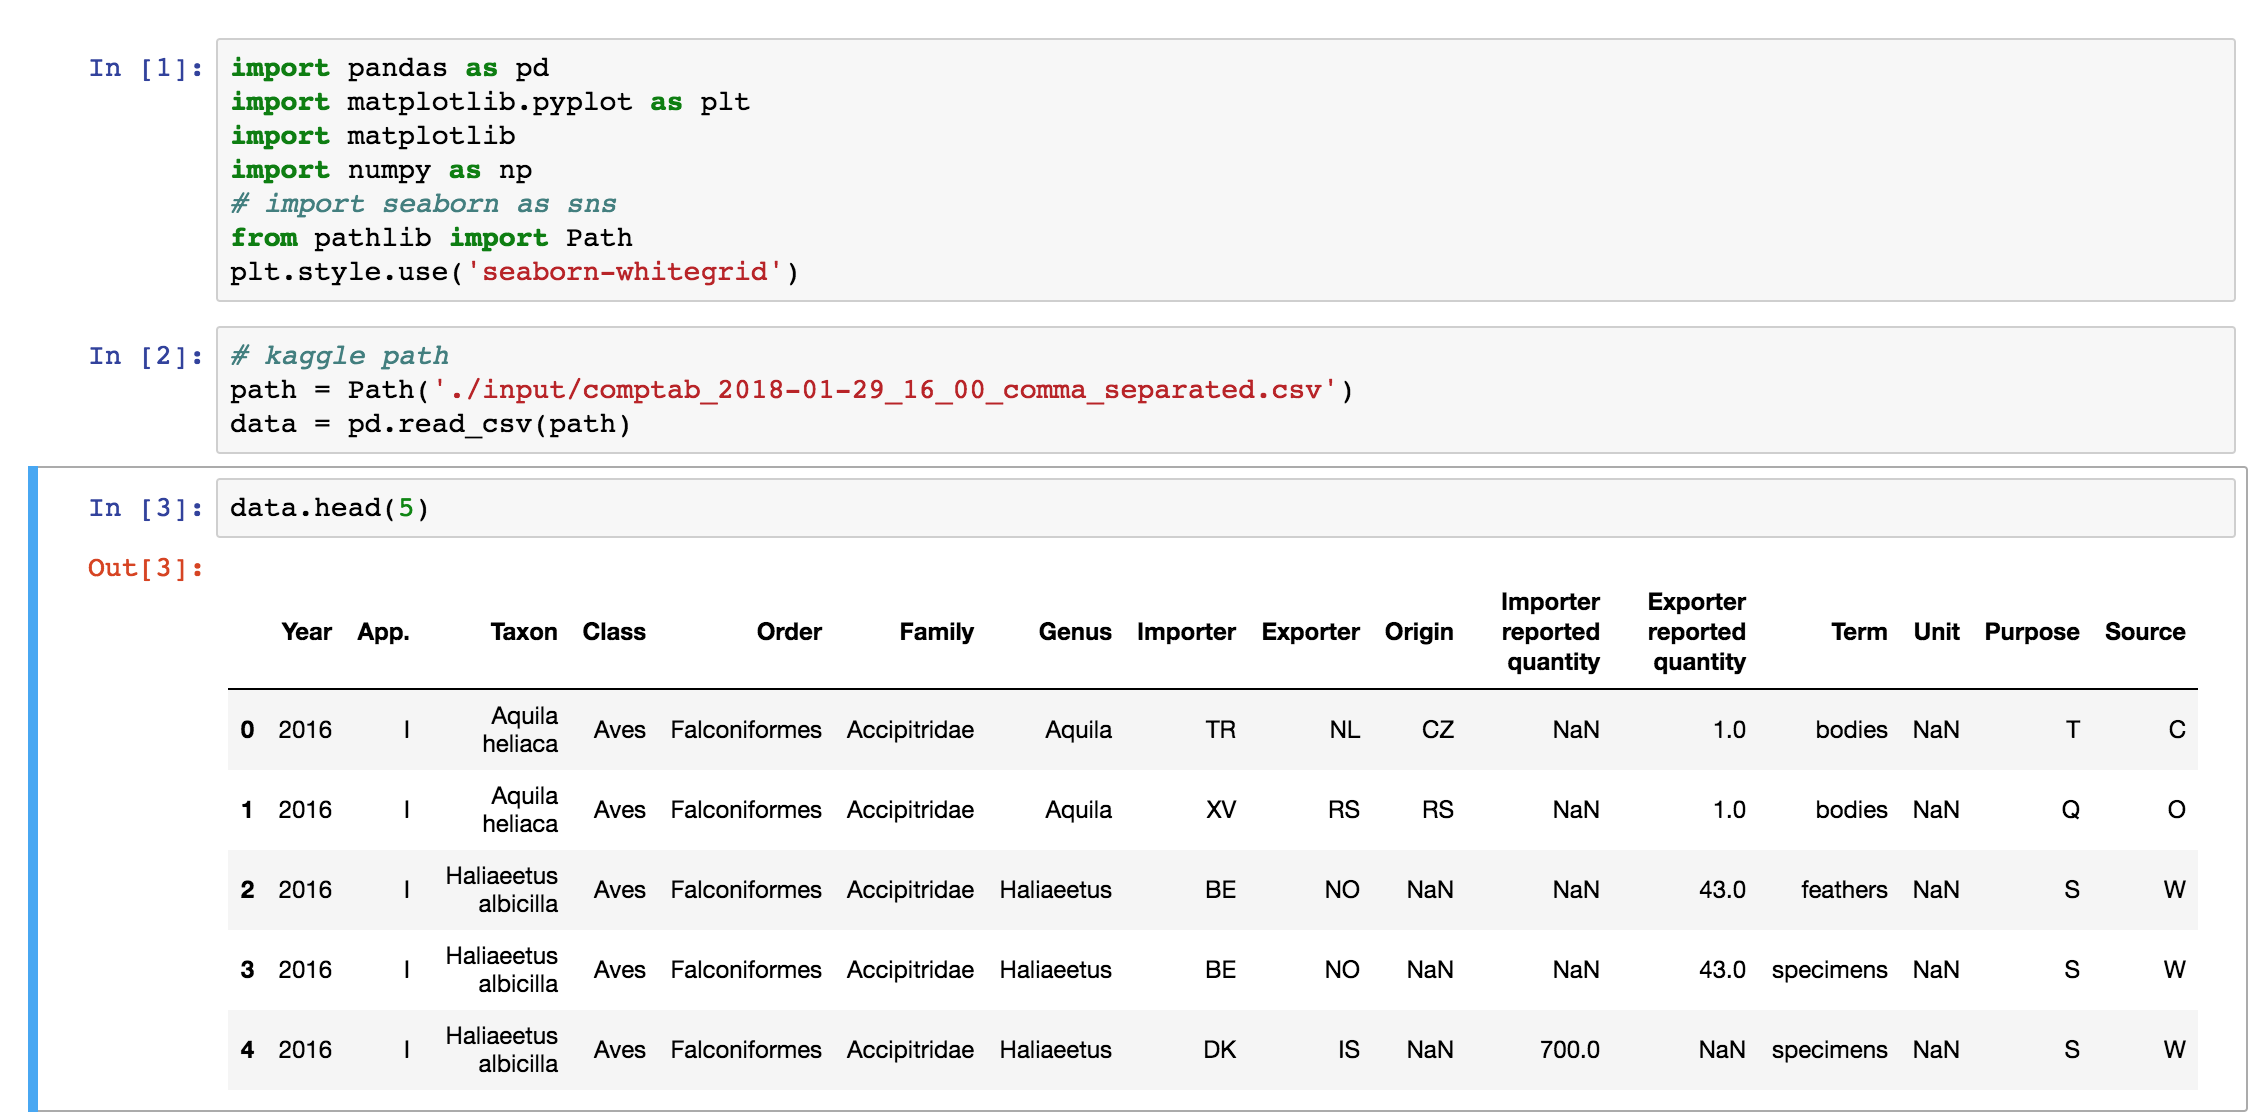 In [1]: import pandas as pd
import matplotlib.pyplot as plt
import matplotlib
import numpy as np
# import seaborn as sns
from pathlib import Path
plt.style.use('seaborn-whitegrid')
In [2]: # kaggle path
path = Path('./input/comptab_2018-01-29_16_00_comma_separated.csv')
data = pd.read_csv(path)
In [3]: data.head(5)
Out[3]:
Year App. Taxon Class Order Family Genus Importer Exporter Origin Importer reported quantity Exporter reported quantity Term Unit Purpose Source
0 2016 I Aquila heliaca Aves Falconiformes Accipitridae Aquila TR NL CZ NaN 1.0 bodies NaN T C
1 2016 I Aquila heliaca Aves Falconiformes Accipitridae Aquila XV RS RS NaN 1.0 bodies NaN Q O
2 2016 I Haliaeetus albicilla Aves Falconiformes Accipitridae Haliaeetus BE NO NaN NaN 43.0 feathers NaN S W
3 2016 I Haliaeetus albicilla Aves Falconiformes Accipitridae Haliaeetus BE NO NaN NaN 43.0 specimens NaN S W
4 2016 I Haliaeetus albicilla Aves Falconiformes Accipitridae Haliaeetus DK IS NaN 700.0 NaN specimens NaN S W